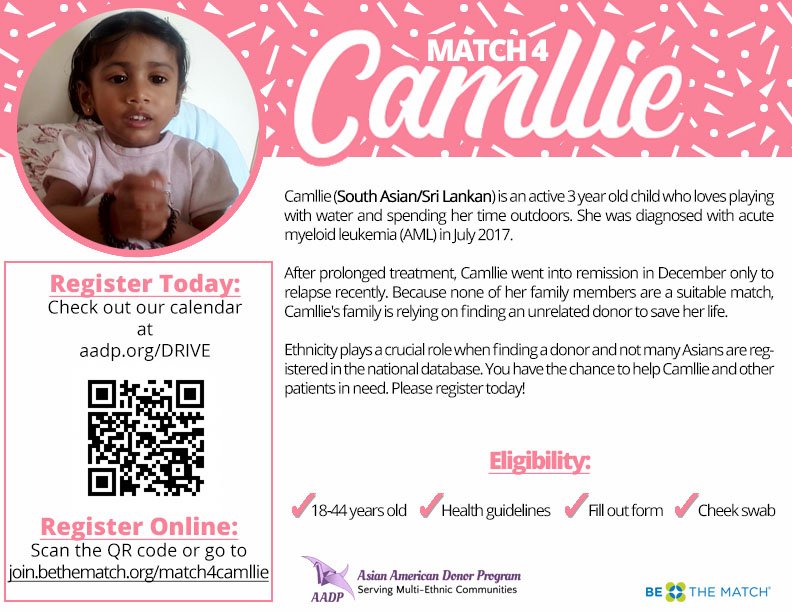 MATCH 4
Camllie
Camllie (South Asian/Sri Lankan) is an active 3 year old child who loves playing
with water and spending her time outdoors. She was diagnosed with acute
myeloid leukemia (AML) in July 2017.
After prolonged treatment, Camllie went into remission in December only to
relapse recently. Because none of her family members are a suitable match,
Camllie's family is relying on finding an unrelated donor to save her life.
Ethnicity plays a crucial role when finding a donor and not many Asians are reg-
istered in the national database. You have the chance to help Camllie and other
patients in need. Please register today!
Register Today:
Check out our calendar
at
aadp.org/DRIVE
Register Online:
Scan the QR code or go to
join.bethematch.org/match4camllie
Eligibility:
18-44 years old Health guidelines Fill out form Cheek swab
AADP
Asian American Donor Program
Serving Multi-Ethnic Communities
BE THE MATCH®